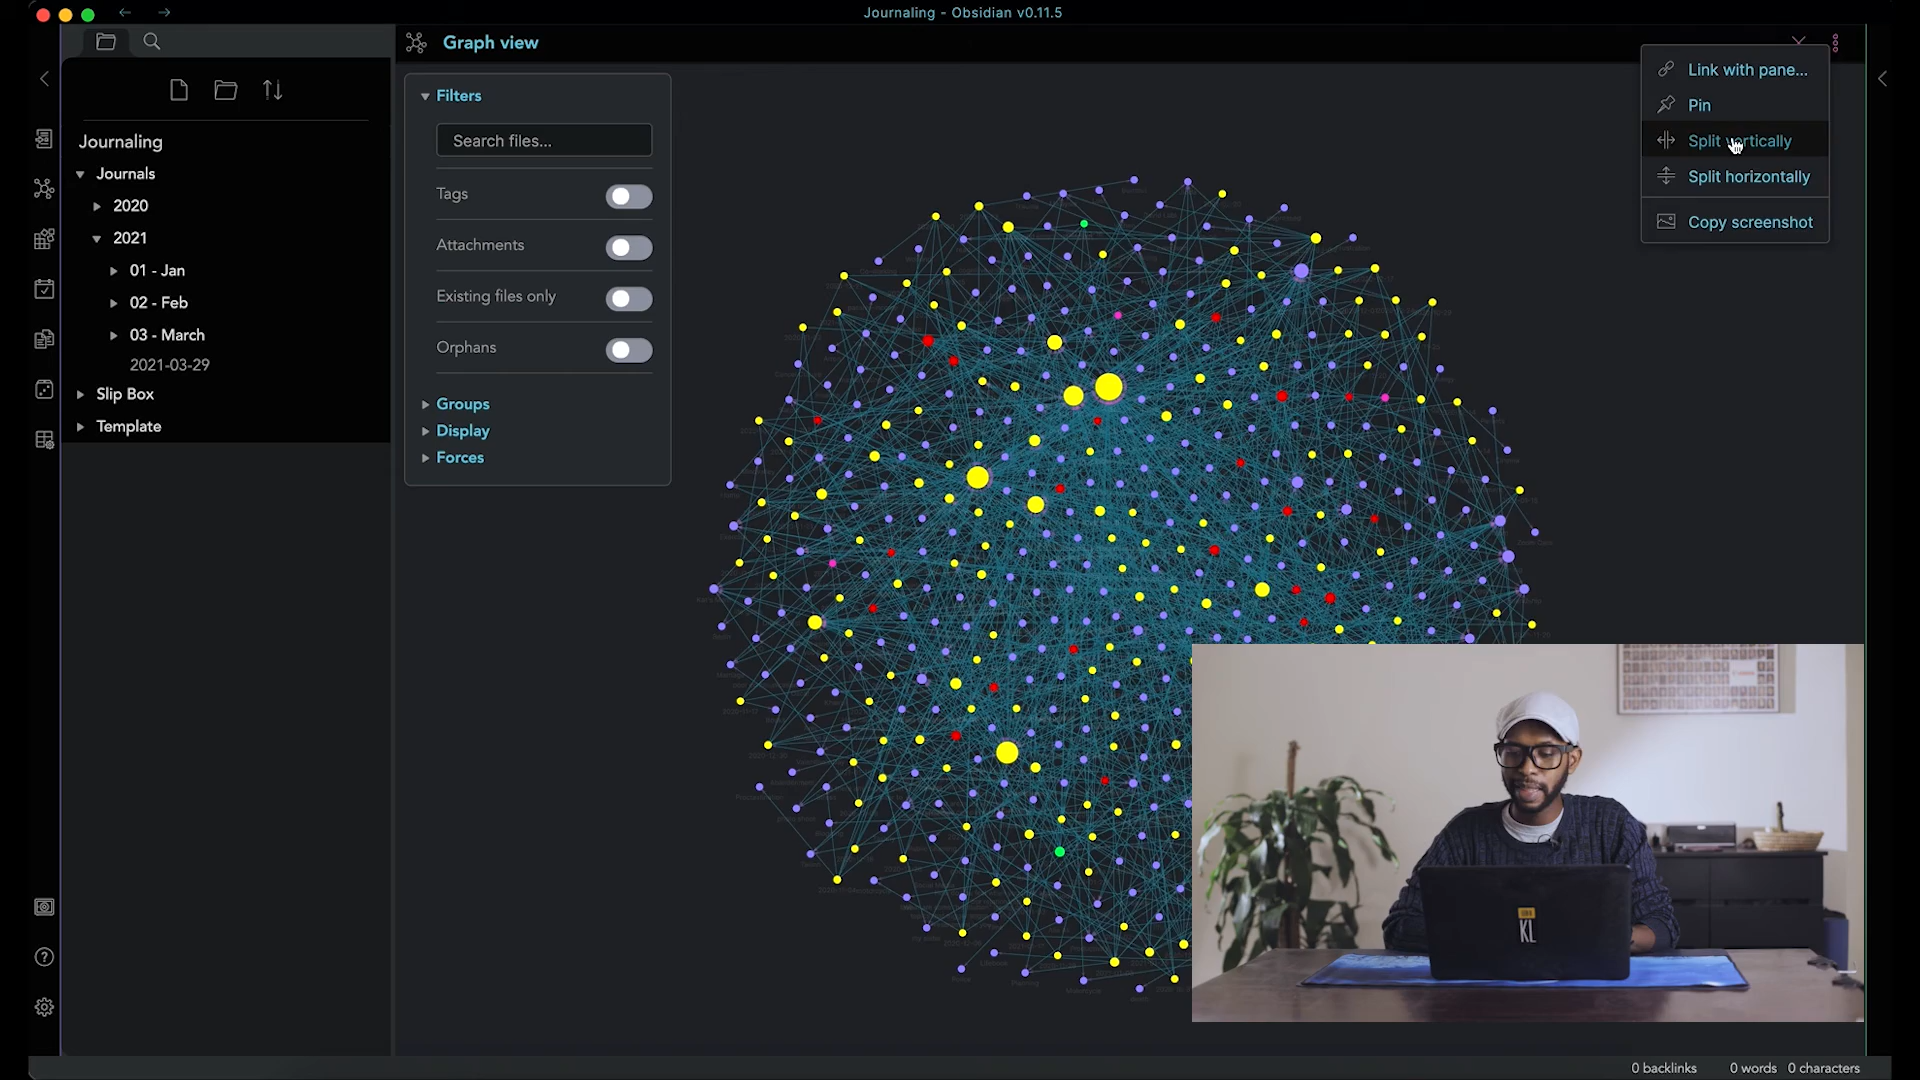 Journaling - Obsidian v0.11.5
Graph view
Journaling
Journals
2020
2021
01 - Jan
02 - Feb
03 - March
2021-03-29
Slip Box
Template
Filters
Search files...
Tags
Attachments
Existing files only
Orphans
Groups
Display
Forces
Link with pane...
Pin
Split vertically
Split horizontally
Copy screenshot
KL
0 backlinks
0 words
0 characters